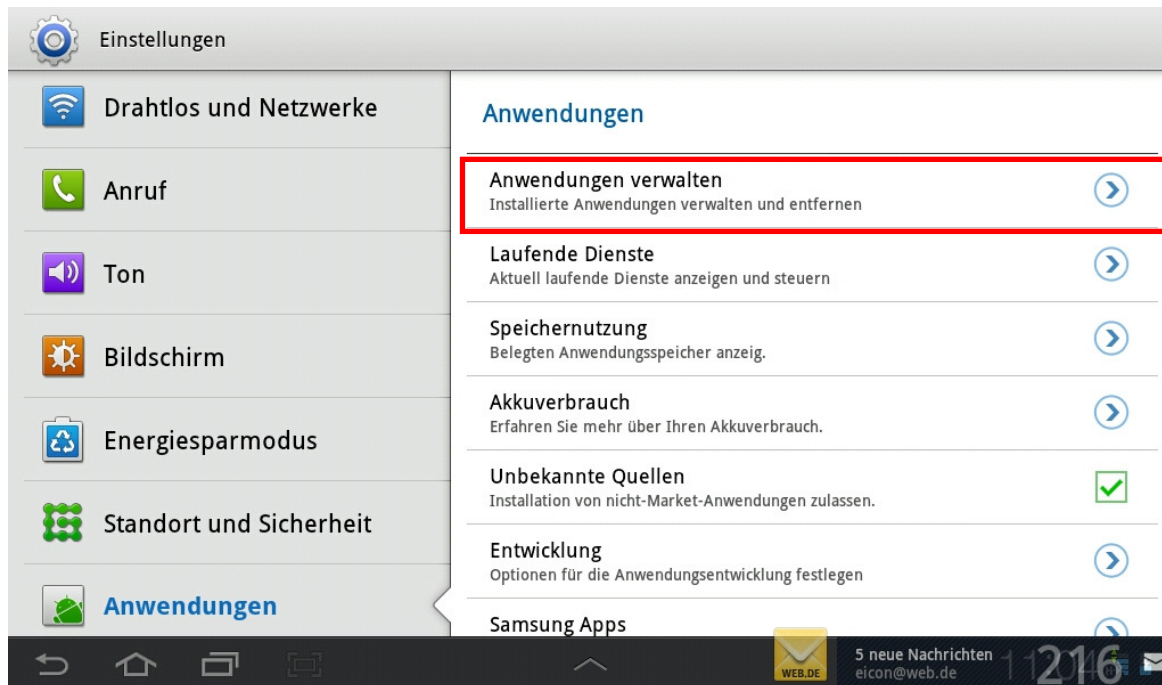 Einstellungen
Drahtlos und Netzwerke
Anruf
Ton
Bildschirm
Energiesparmodus
Standort und Sicherheit
Anwendungen
Anwendungen
Anwendungen verwalten
Installierte Anwendungen verwalten und entfernen
Laufende Dienste
Aktuell laufende Dienste anzeigen und steuern
Speichernutzung
Belegten Anwendungsspeicher anzeig.
Akkuverbrauch
Erfahren Sie mehr über Ihren Akkuverbrauch.
Unbekannte Quellen
Installation von nicht-Market-Anwendungen zulassen.
Entwicklung
Optionen für die Anwendungsentwicklung festlegen
Samsung Apps
WEB.DE
5 neue Nachrichten
eicon@web.de
216